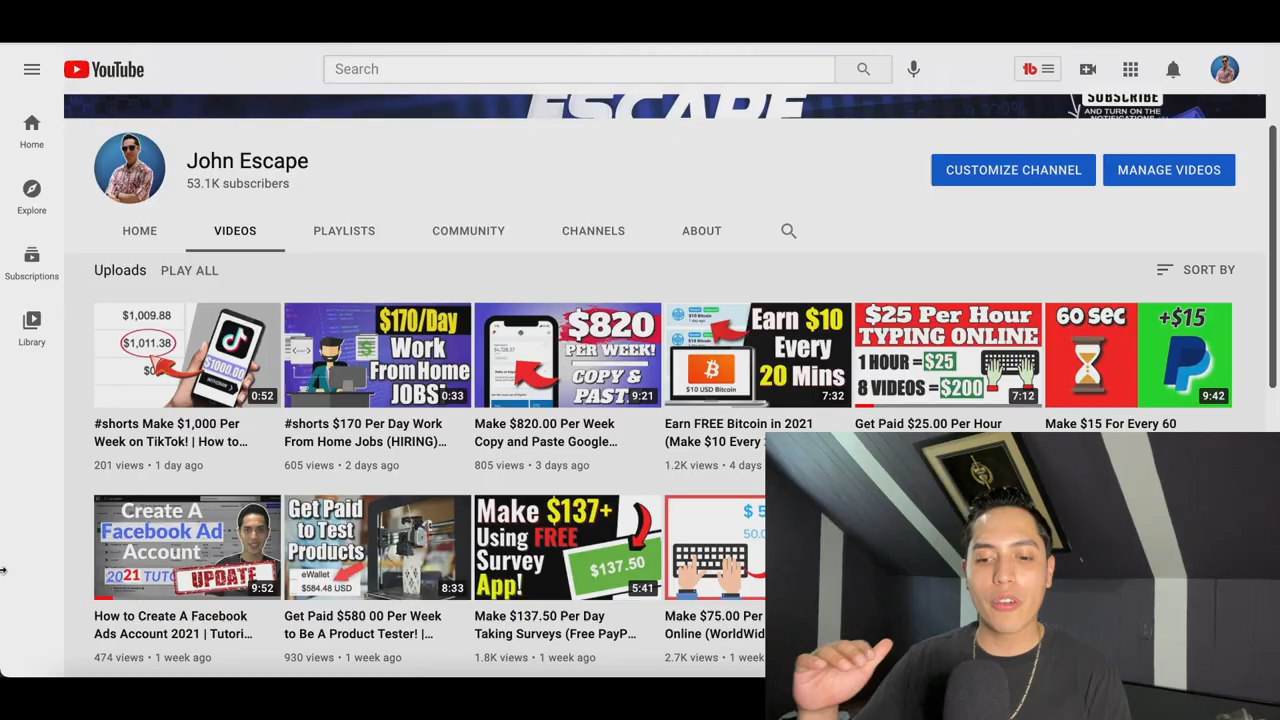 YouTube
Search
Home
Explore
Subscriptions
Library
ESCAPE
SUBSCRIBE
AND TURN ON THE
John Escape
53.1K subscribers
CUSTOMIZE CHANNEL
MANAGE VIDEOS
HOME
VIDEOS
PLAYLISTS
COMMUNITY
CHANNELS
ABOUT
Uploads
PLAY ALL
SORT BY
$1,009.88
$1,011.38
$1000.00
0:52
#shorts Make $1,000 Per
Week on TikTok! | How to...
201 views • 1 day ago
$170/Day
Work
From Home
JOBS
0:33
#shorts $170 Per Day Work
From Home Jobs (HIRING)...
605 views • 2 days ago
$820
PER WEEK!
COPY &
PAST
9:21
Make $820.00 Per Week
Copy and Paste Google...
805 views • 3 days ago
Earn $10
Every
20 Mins
$10 USD Bitcoin
7:32
Earn FREE Bitcoin in 2021
(Make $10 Every
1.2K views • 4 days
$25 Per Hour
TYPING ONLINE
1 HOUR = $25
8 VIDEOS = $200
7:12
Get Paid $25.00 Per Hour
60 sec
+$15
9:42
Make $15 For Every 60
Create A
Facebook Ad
Account
2021 TUTO
UPDATE
9:52
How to Create A Facebook
Ads Account 2021 | Tutori...
474 views • 1 week ago
Get Paid
to Test
Products
eWallet
$584.48 USD
8:33
Get Paid $580 00 Per Week
to Be A Product Tester! |...
930 views • 1 week ago
Make $137+
Using FREE
Survey
App!
$137.50
5:41
Make $137.50 Per Day
Taking Surveys (Free PayP...
1.8K views • 1 week ago
Make $75.00 Per
Online (WorldWid
2.7K views • 1 week